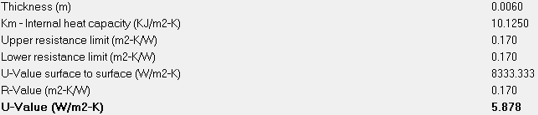 Thickness (m) 0.0060
Km - Internal heat capacity (KJ/m2-K) 10.1250
Upper resistance limit (m2-K/W) 0.170
Lower resistance limit (m2-K/W) 0.170
U-Value surface to surface (W/m2-K) 8333.333
R-Value (m2-K/W) 0.170
U-Value (W/m2-K) 5.878